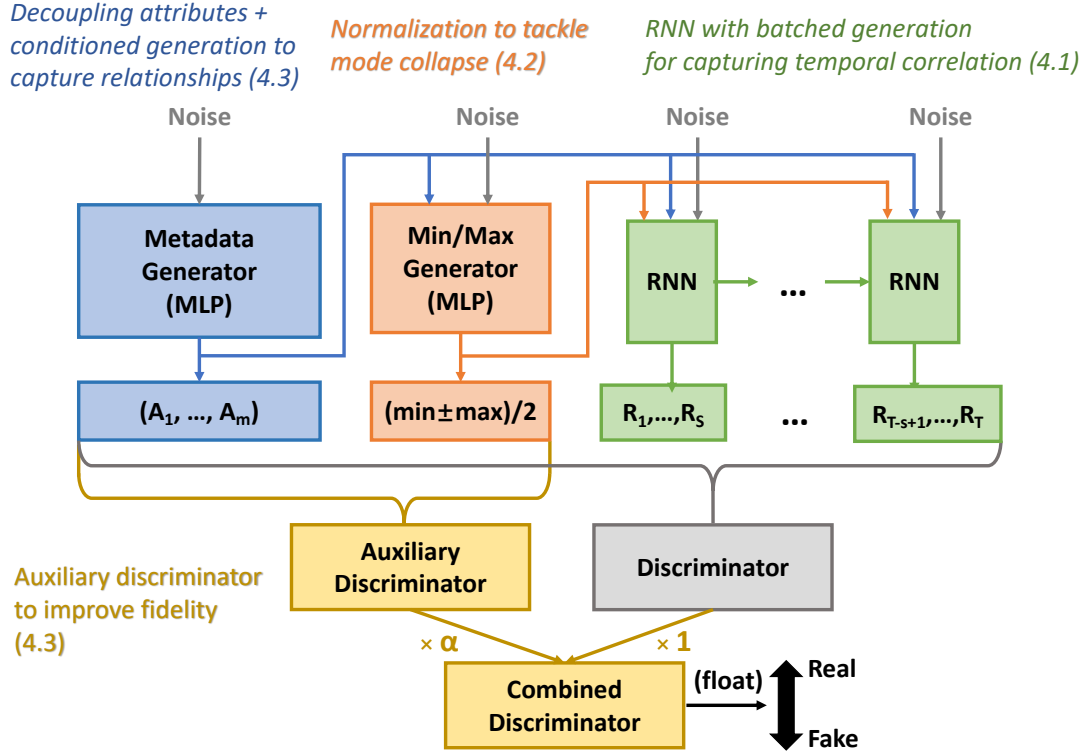 Decoupling attributes +
conditioned generation to
capture relationships (4.3)
Normalization to tackle
mode collapse (4.2)
RNN with batched generation
for capturing temporal correlation (4.1)
Noise
Noise
Noise
Noise
Metadata
Generator
(MLP)
Min/Max
Generator
(MLP)
RNN
...
RNN
(A₁, ..., Aₘ)
(min±max)/2
R₁,...,R_S
...
R_{T-s+1},...,R_T
Auxiliary
Discriminator
Discriminator
Auxiliary discriminator
to improve fidelity
(4.3)
× α
× 1
Combined
Discriminator
(float)
Real
Fake